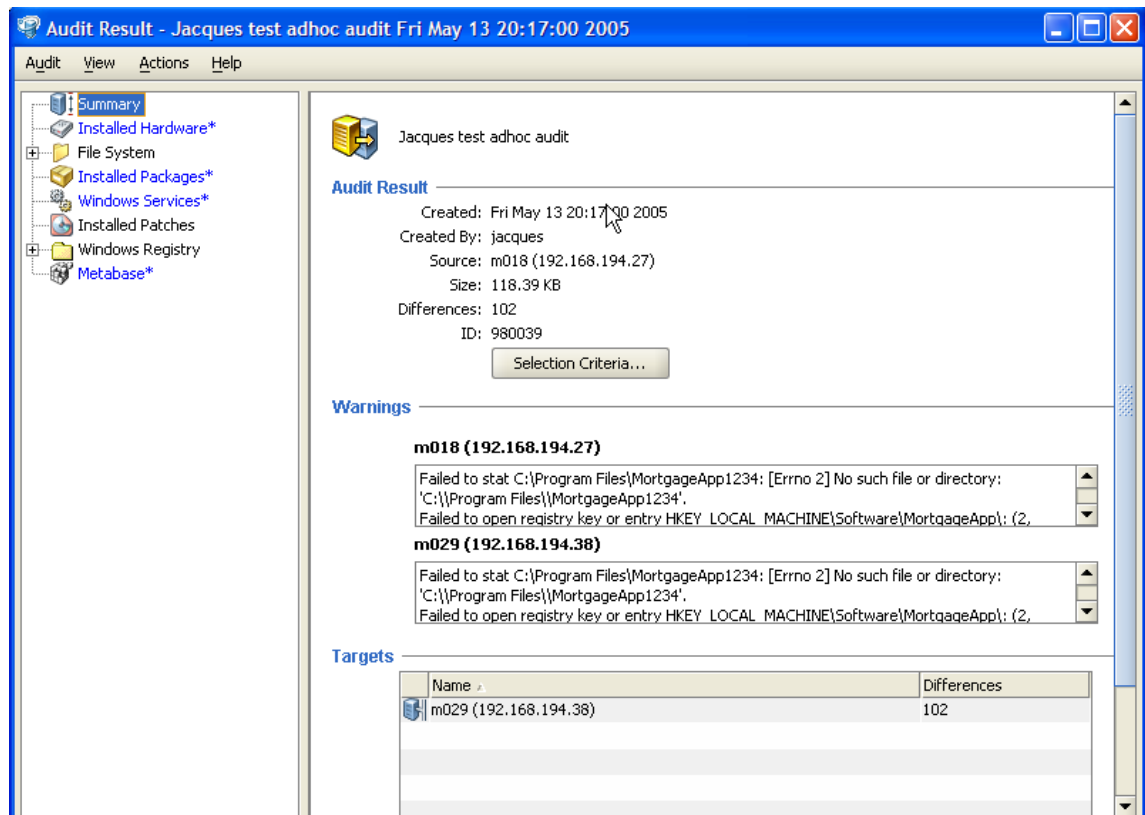 Audit Result - Jacques test adhoc audit Fri May 13 20:17:00 2005
Audit View Actions Help
Summary
Installed Hardware*
File System
Installed Packages*
Windows Services*
Installed Patches
Windows Registry
Metabase*
Jacques test adhoc audit
Audit Result
Created: Fri May 13 20:17:00 2005
Created By: jacques
Source: m018 (192.168.194.27)
Size: 118.39 KB
Differences: 102
ID: 980039
Selection Criteria...
Warnings
m018 (192.168.194.27)
Failed to stat C:\Program Files\MortgageApp1234: [Errno 2] No such file or directory:
'C:\\Program Files\\MortgageApp1234'.
Failed to open registry key or entry HKEY_LOCAL_MACHINE\Software\MortgageApp\: (2,
m029 (192.168.194.38)
Failed to stat C:\Program Files\MortgageApp1234: [Errno 2] No such file or directory:
'C:\\Program Files\\MortgageApp1234'.
Failed to open registry key or entry HKEY_LOCAL_MACHINE\Software\MortgageApp\: (2,
Targets
Name Differences
m029 (192.168.194.38) 102